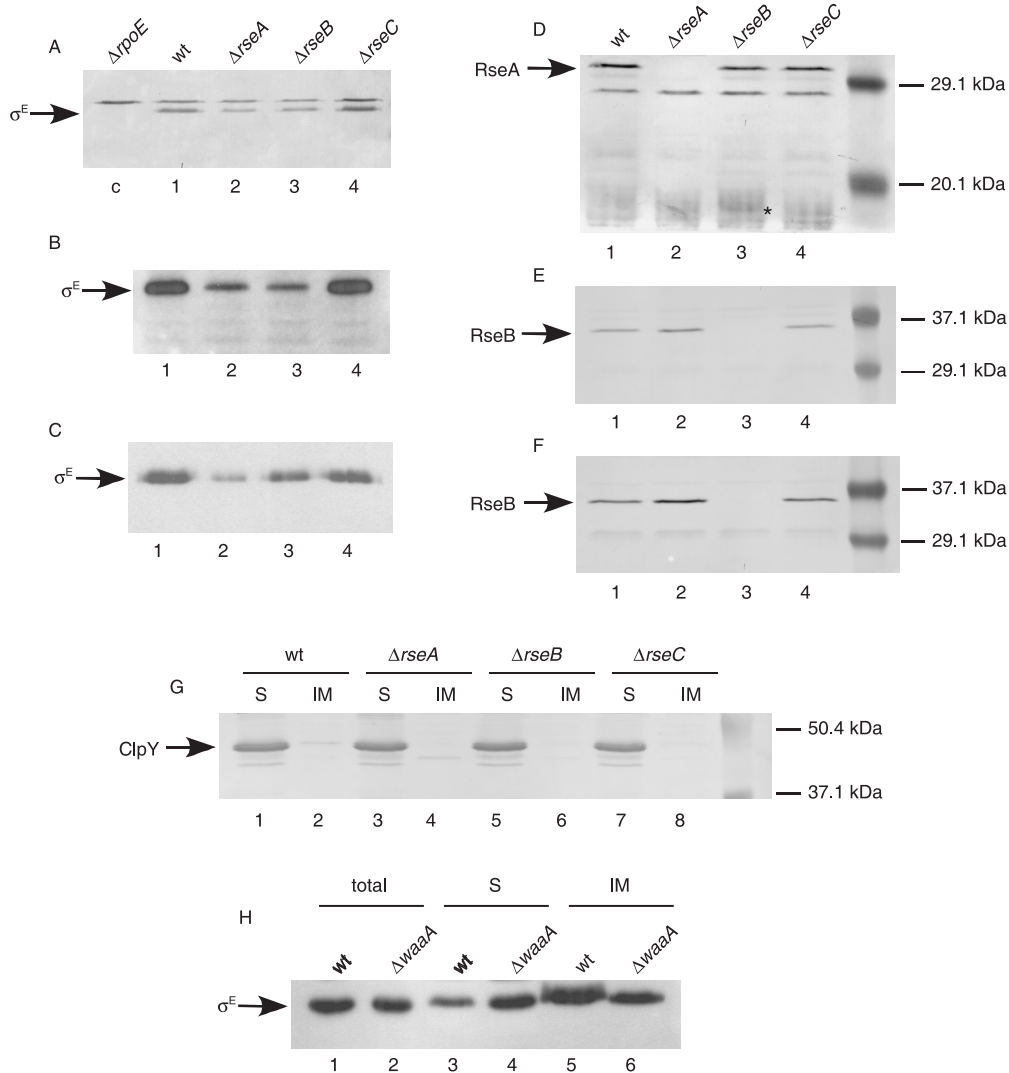 A
ΔrpoE wt ΔrseA ΔrseB ΔrseC
σE
c 1 2 3 4
B
σE
1 2 3 4
C
σE
1 2 3 4
D
wt ΔrseA ΔrseB ΔrseC
RseA
29.1 kDa
20.1 kDa
*
1 2 3 4
E
RseB
37.1 kDa
29.1 kDa
1 2 3 4
F
RseB
37.1 kDa
29.1 kDa
1 2 3 4
G
wt ΔrseA ΔrseB ΔrseC
S IM S IM S IM S IM
ClpY
50.4 kDa
37.1 kDa
1 2 3 4 5 6 7 8
H
total S IM
wt ΔwaaA wt ΔwaaA wt ΔwaaA
σE
1 2 3 4 5 6